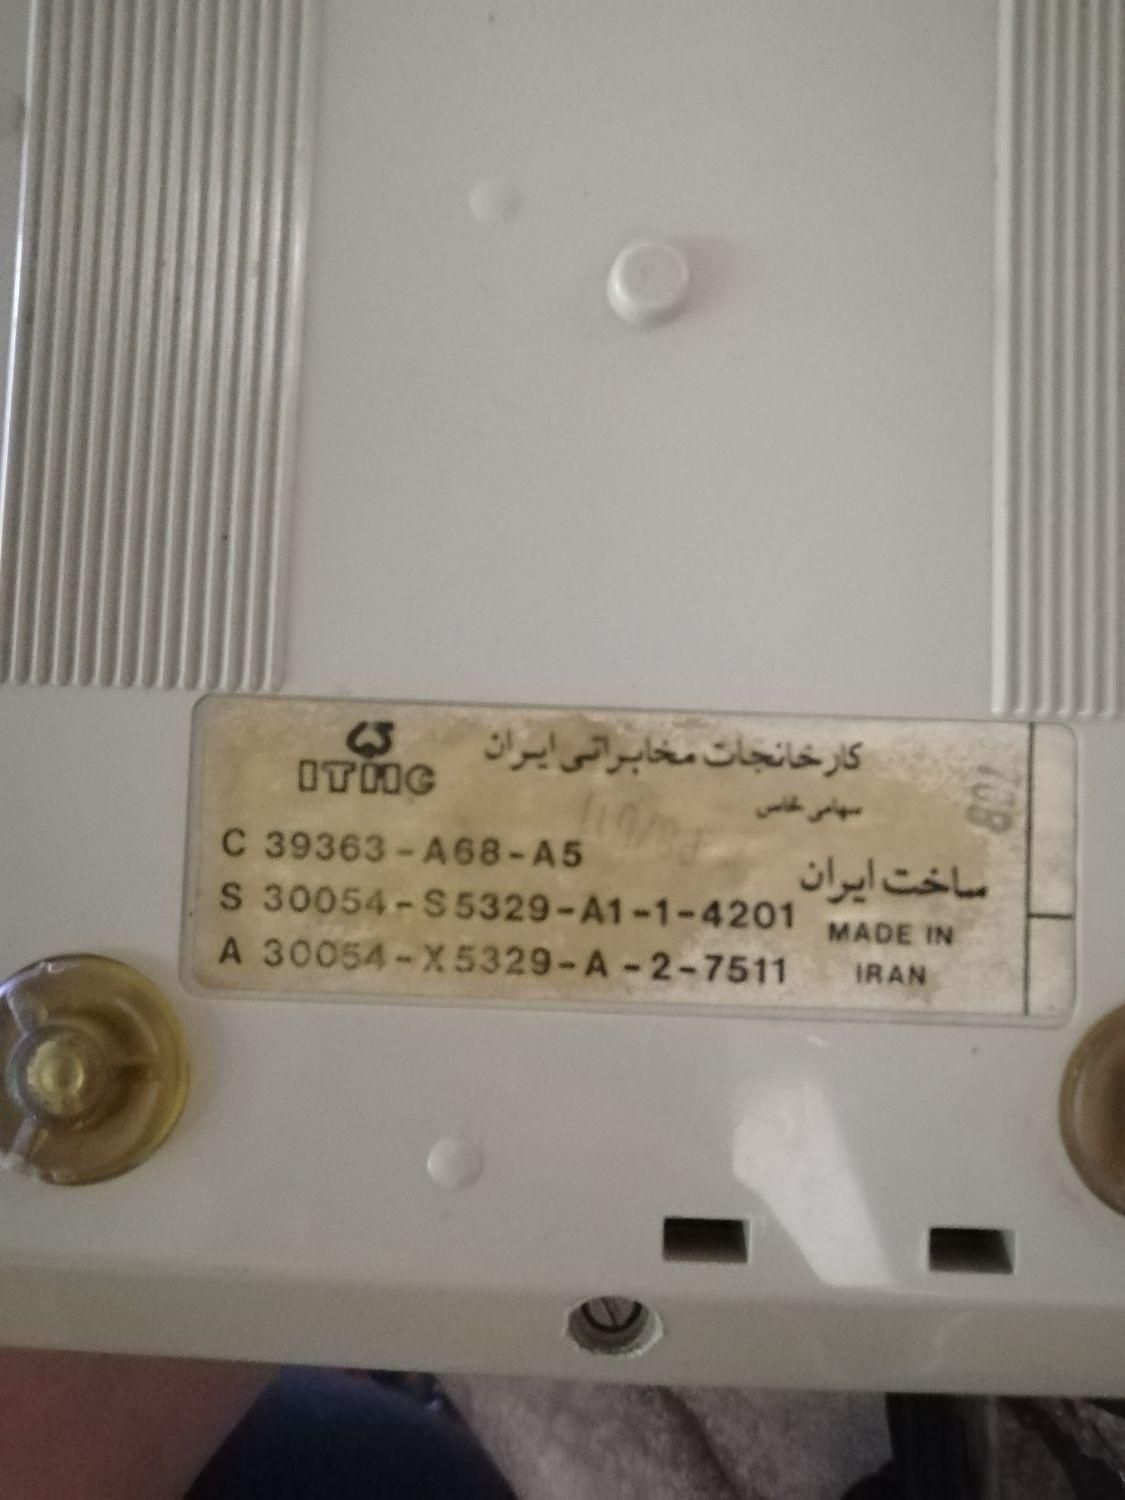 ITMC
کارخانجات مخابراتی ایران
سهامی خاص
C 39363-A68-A5
S 30054-S5329-A1-1-4201
A 30054-X5329-A-2-7511
ساخت ایران
MADE IN
IRAN